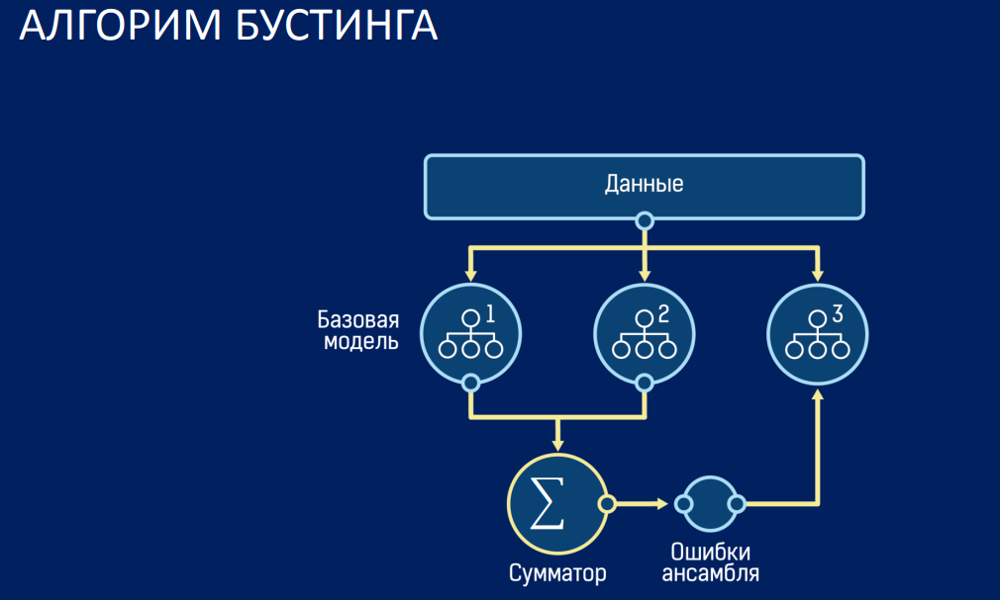 АЛГОРИМ БУСТИНГА
Данные
Базовая
модель
1
2
3
∑
Сумматор
Ошибки
ансамбля